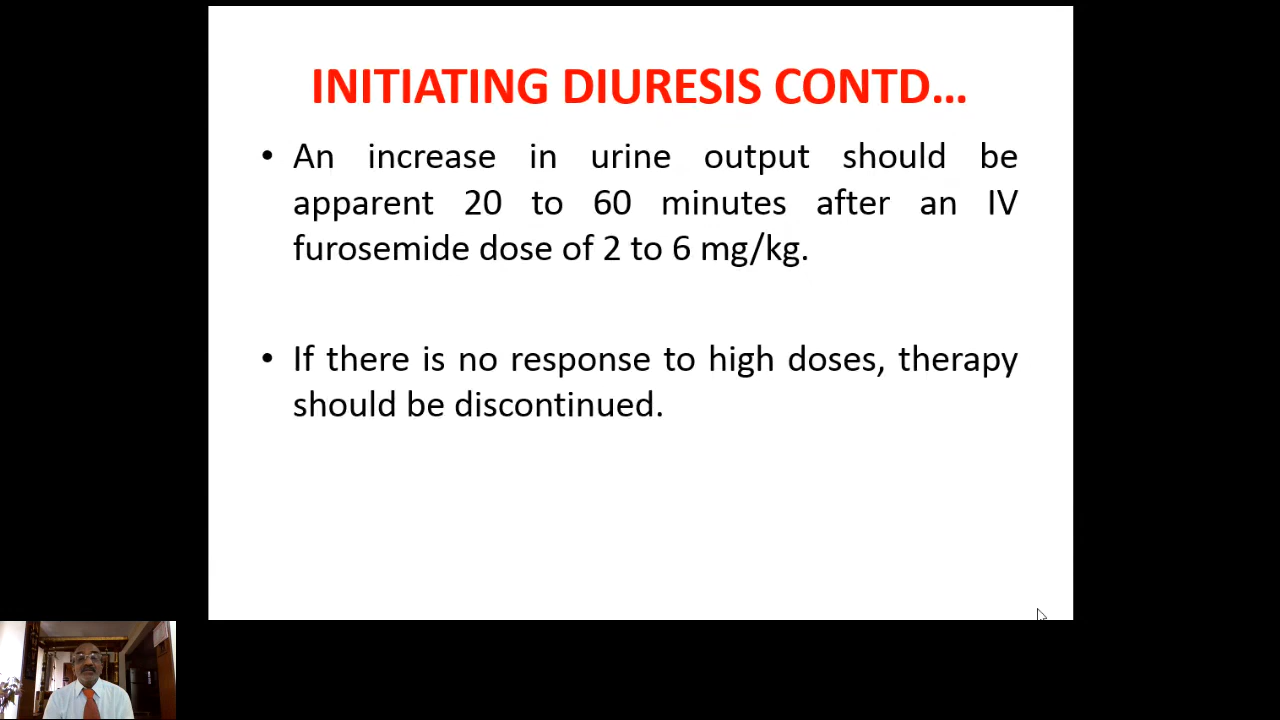 INITIATING DIURESIS CONTD...
• An increase in urine output should be
apparent 20 to 60 minutes after an IV
furosemide dose of 2 to 6 mg/kg.
• If there is no response to high doses, therapy
should be discontinued.